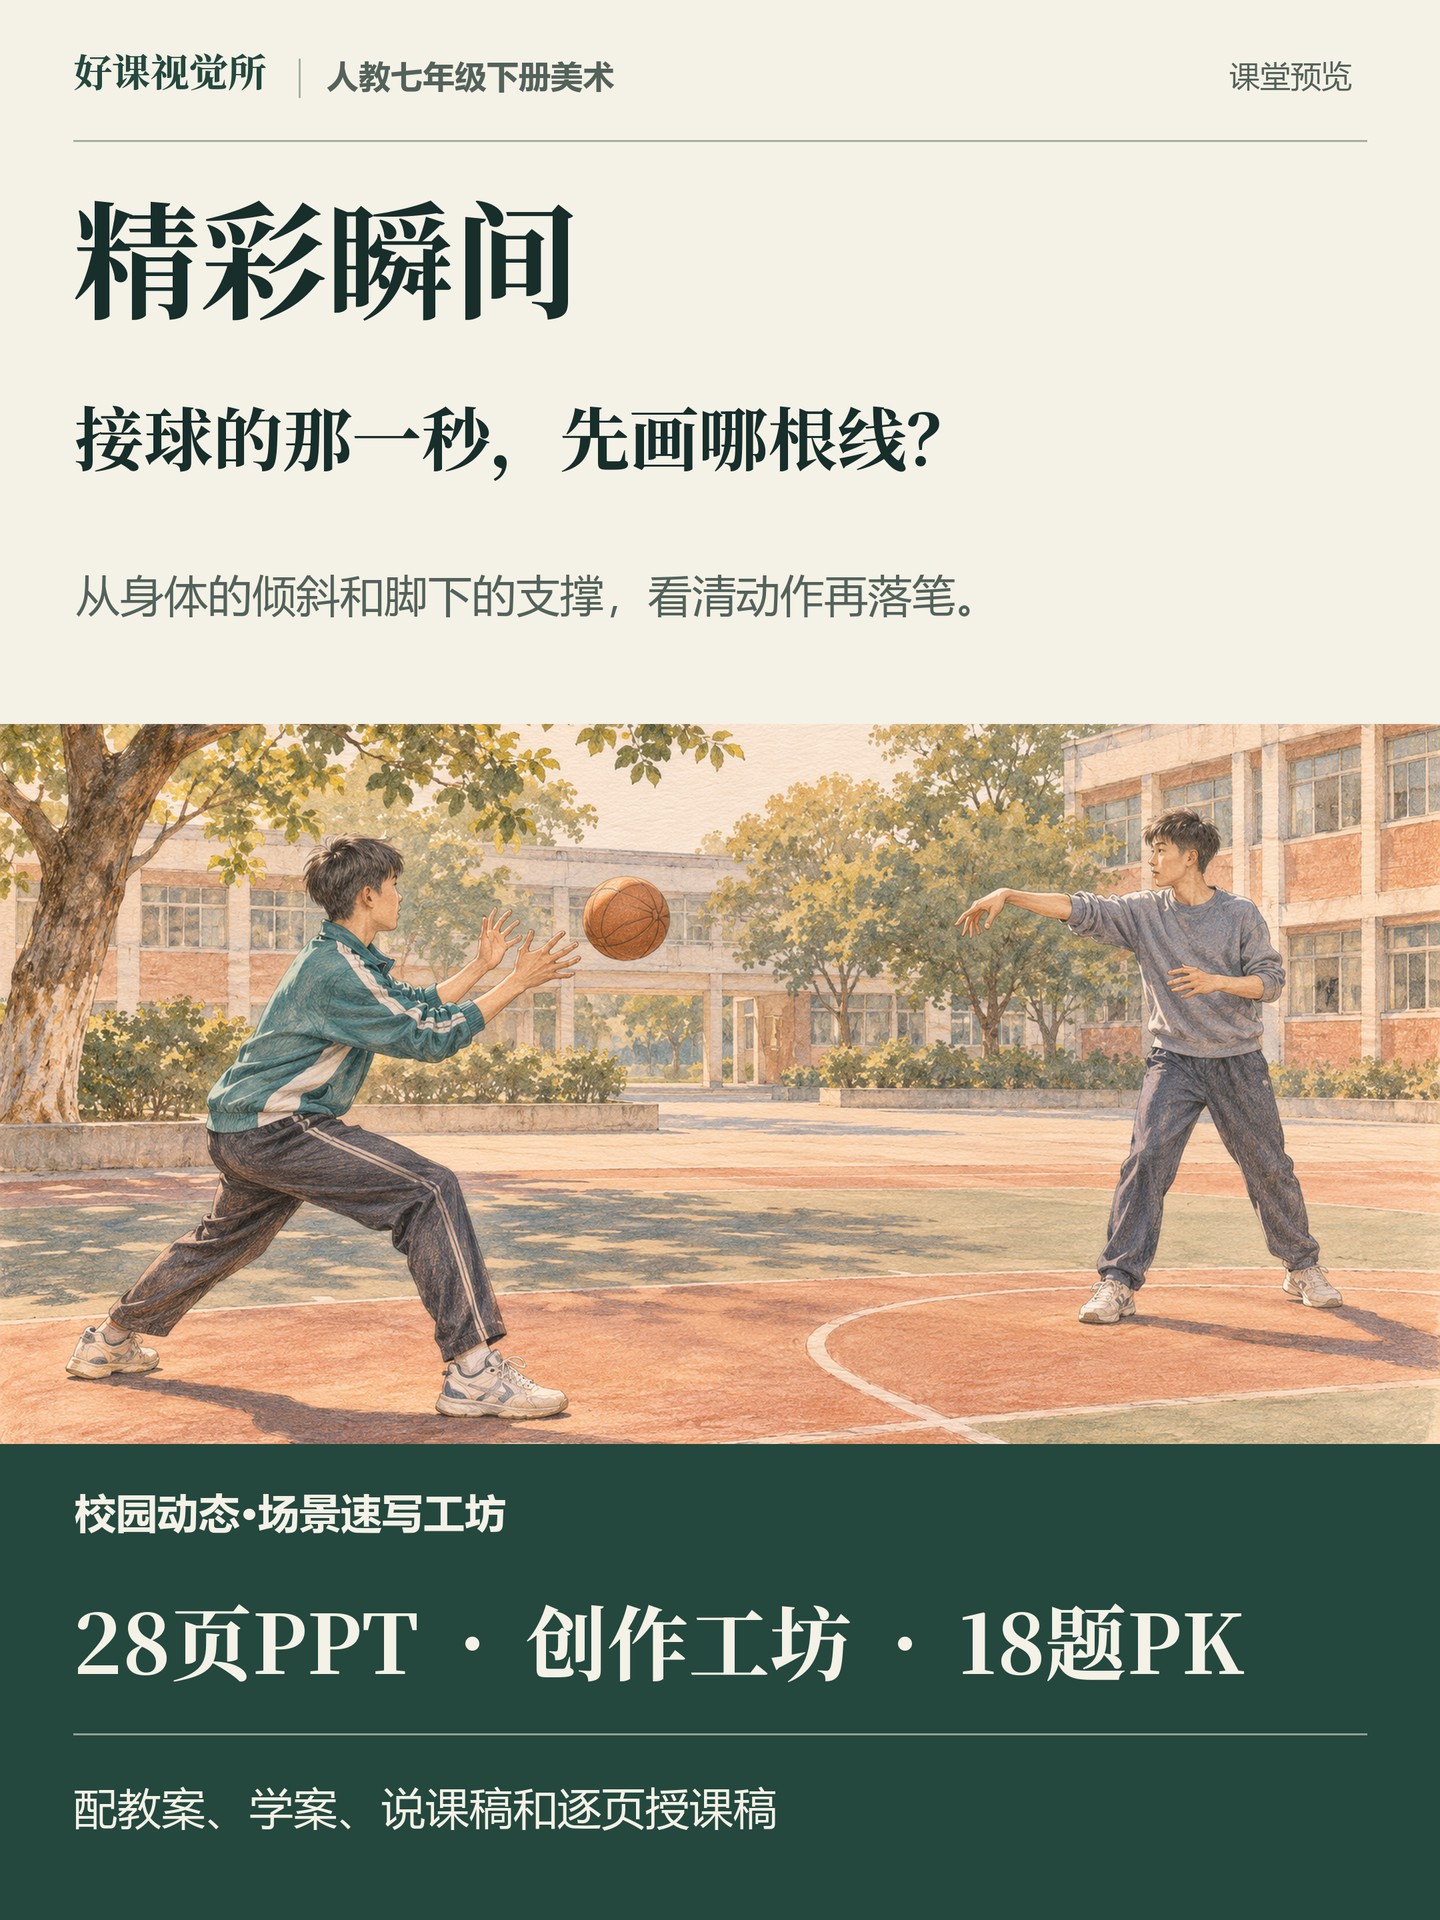 好课视觉所 | 人教七年级下册美术 课堂预览
精彩瞬间
接球的那一秒，先画哪根线？
从身体的倾斜和脚下的支撑，看清动作再落笔。
校园动态•场景速写工坊
28页PPT · 创作工坊 · 18题PK
配教案、学案、说课稿和逐页授课稿